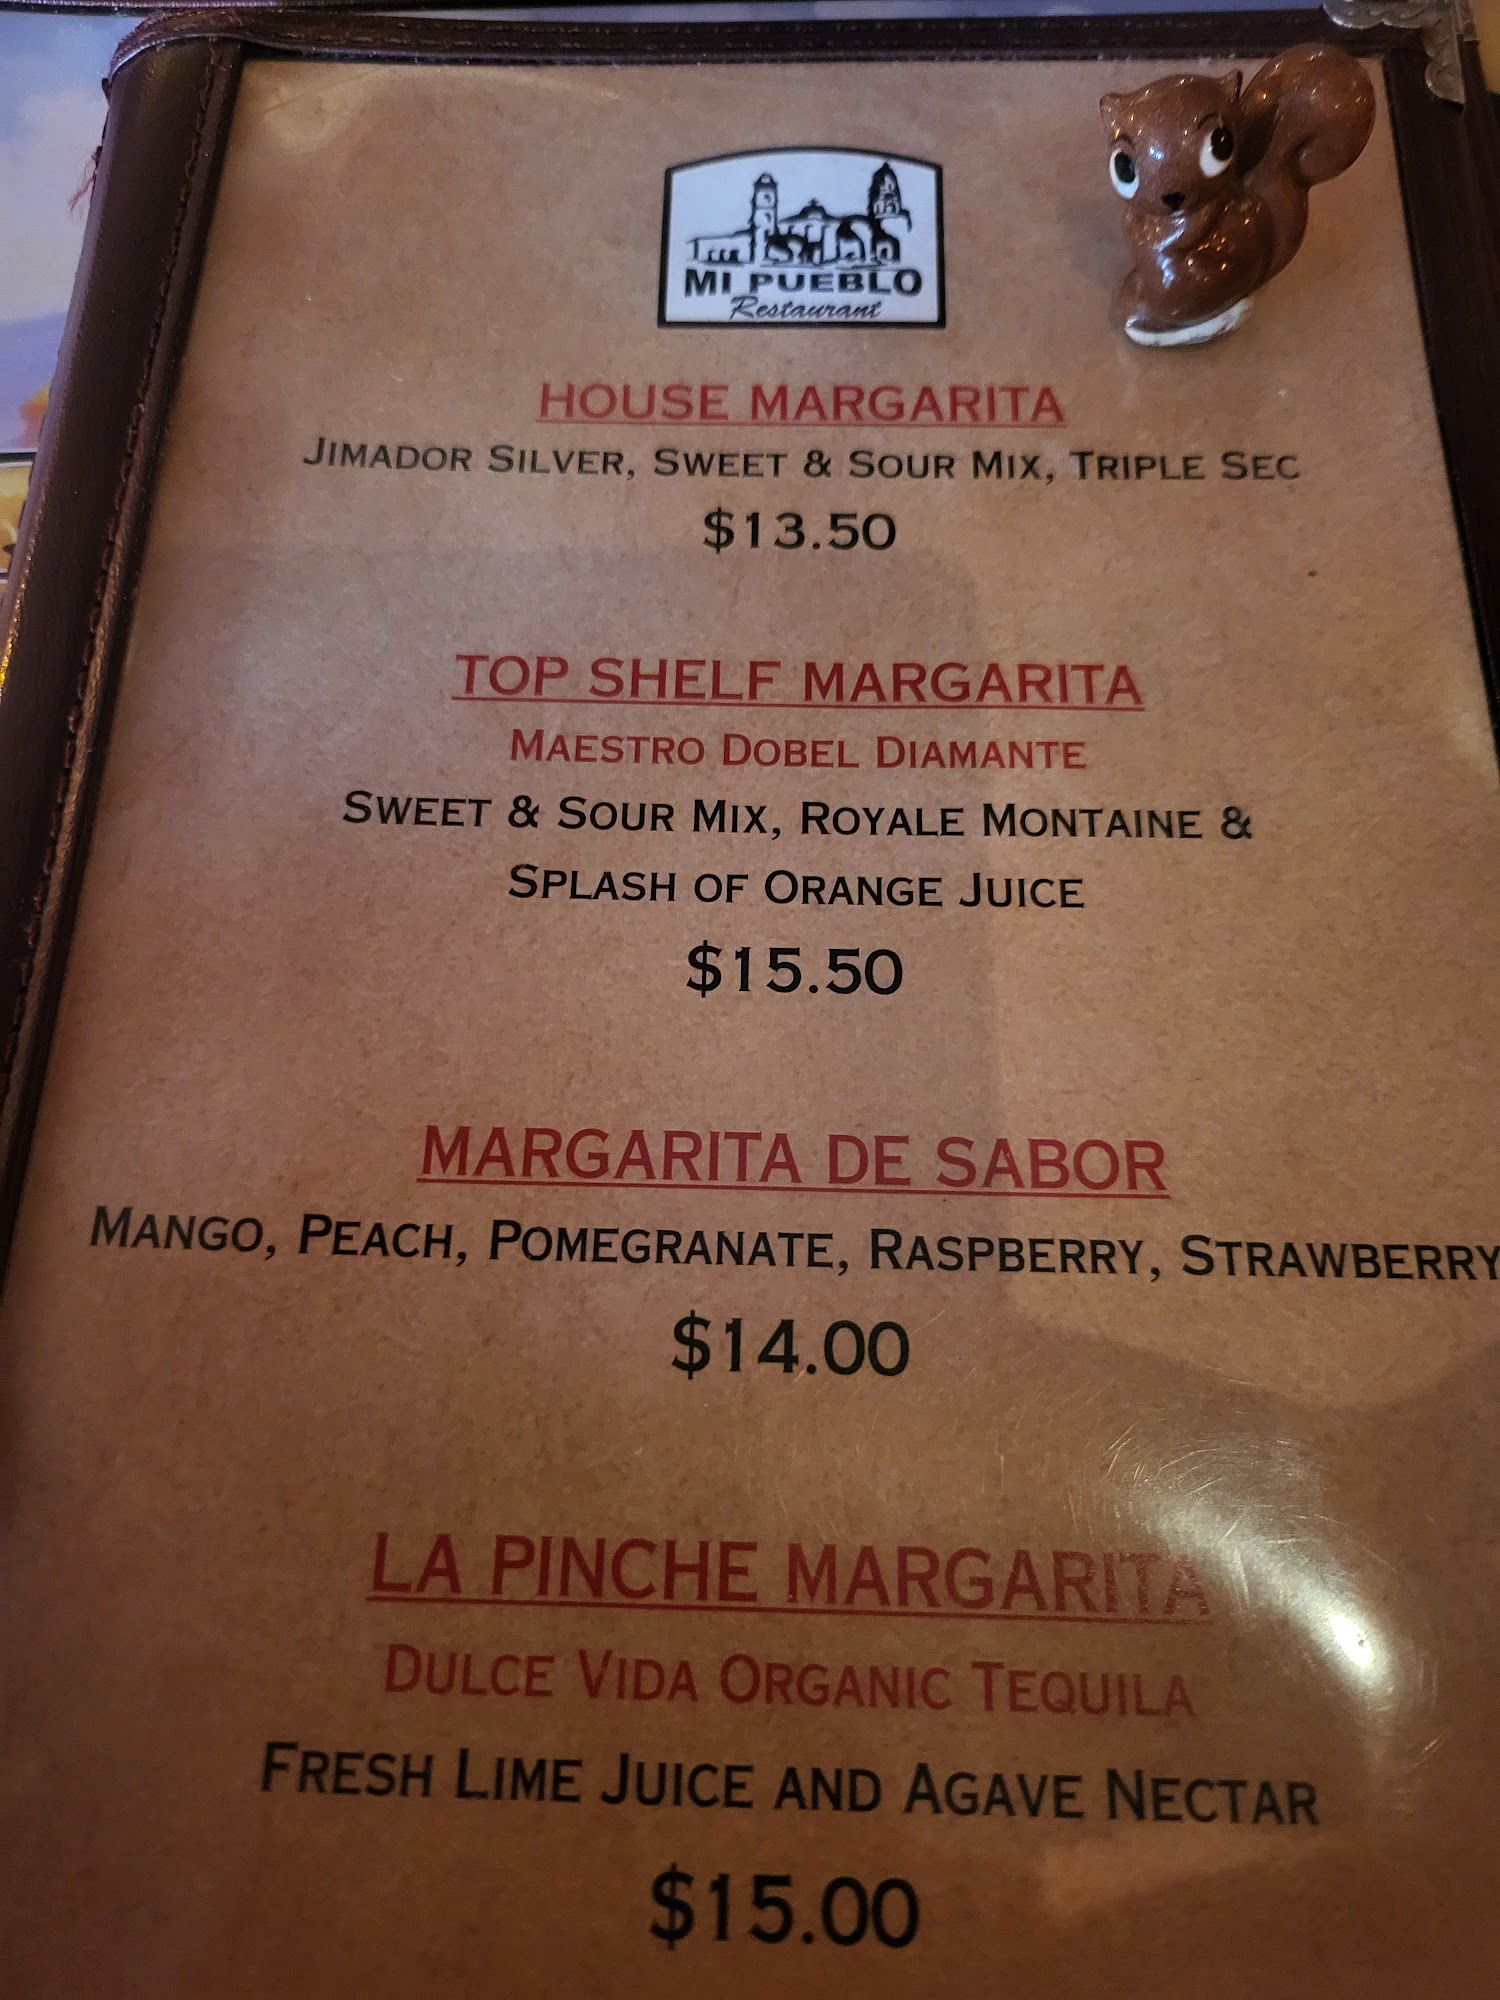 MI PUEBLO
Restaurant
HOUSE MARGARITA
JIMADOR SILVER, SWEET & SOUR MIX, TRIPLE SEC
$13.50
TOP SHELF MARGARITA
MAESTRO DOBEL DIAMANTE
SWEET & SOUR MIX, ROYALE MONTAINE &
SPLASH OF ORANGE JUICE
$15.50
MARGARITA DE SABOR
MANGO, PEACH, POMEGRANATE, RASPBERRY, STRAWBERRY
$14.00
LA PINCHE MARGARITA
DULCE VIDA ORGANIC TEQUILA
FRESH LIME JUICE AND AGAVE NECTAR
$15.00